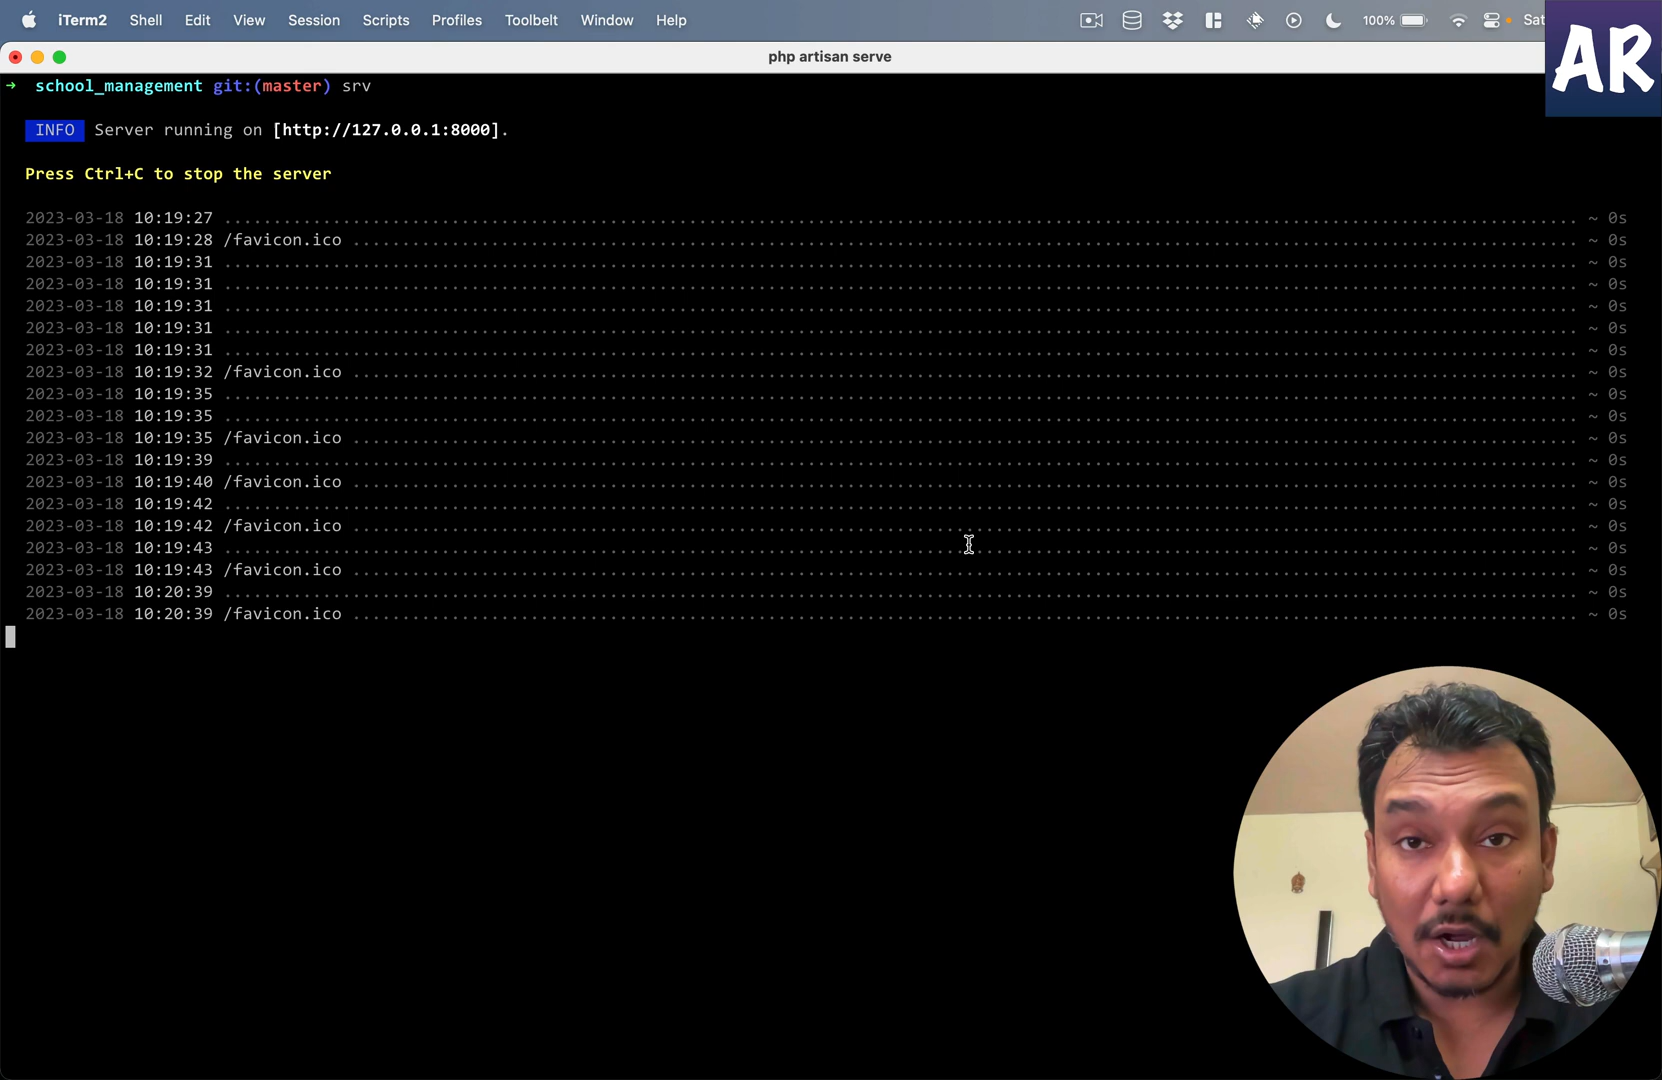 iTerm2 Shell Edit View Session Scripts Profiles Toolbelt Window Help 100% Sat
AR
php artisan serve
→ school_management git:(master) srv
INFO Server running on [http://127.0.0.1:8000].
Press Ctrl+C to stop the server
2023-03-18 10:19:27 ........................................ ~ 0s
2023-03-18 10:19:28 /favicon.ico ........................................ ~ 0s
2023-03-18 10:19:31 ........................................ ~ 0s
2023-03-18 10:19:31 ........................................ ~ 0s
2023-03-18 10:19:31 ........................................ ~ 0s
2023-03-18 10:19:31 ........................................ ~ 0s
2023-03-18 10:19:31 ........................................ ~ 0s
2023-03-18 10:19:32 /favicon.ico ........................................ ~ 0s
2023-03-18 10:19:35 ........................................ ~ 0s
2023-03-18 10:19:35 ........................................ ~ 0s
2023-03-18 10:19:35 /favicon.ico ........................................ ~ 0s
2023-03-18 10:19:39 ........................................ ~ 0s
2023-03-18 10:19:40 /favicon.ico ........................................ ~ 0s
2023-03-18 10:19:42 ........................................ ~ 0s
2023-03-18 10:19:42 /favicon.ico ........................................ ~ 0s
2023-03-18 10:19:43 ........................................ ~ 0s
2023-03-18 10:19:43 /favicon.ico ........................................ ~ 0s
2023-03-18 10:20:39 ........................................ ~ 0s
2023-03-18 10:20:39 /favicon.ico ........................................ ~ 0s